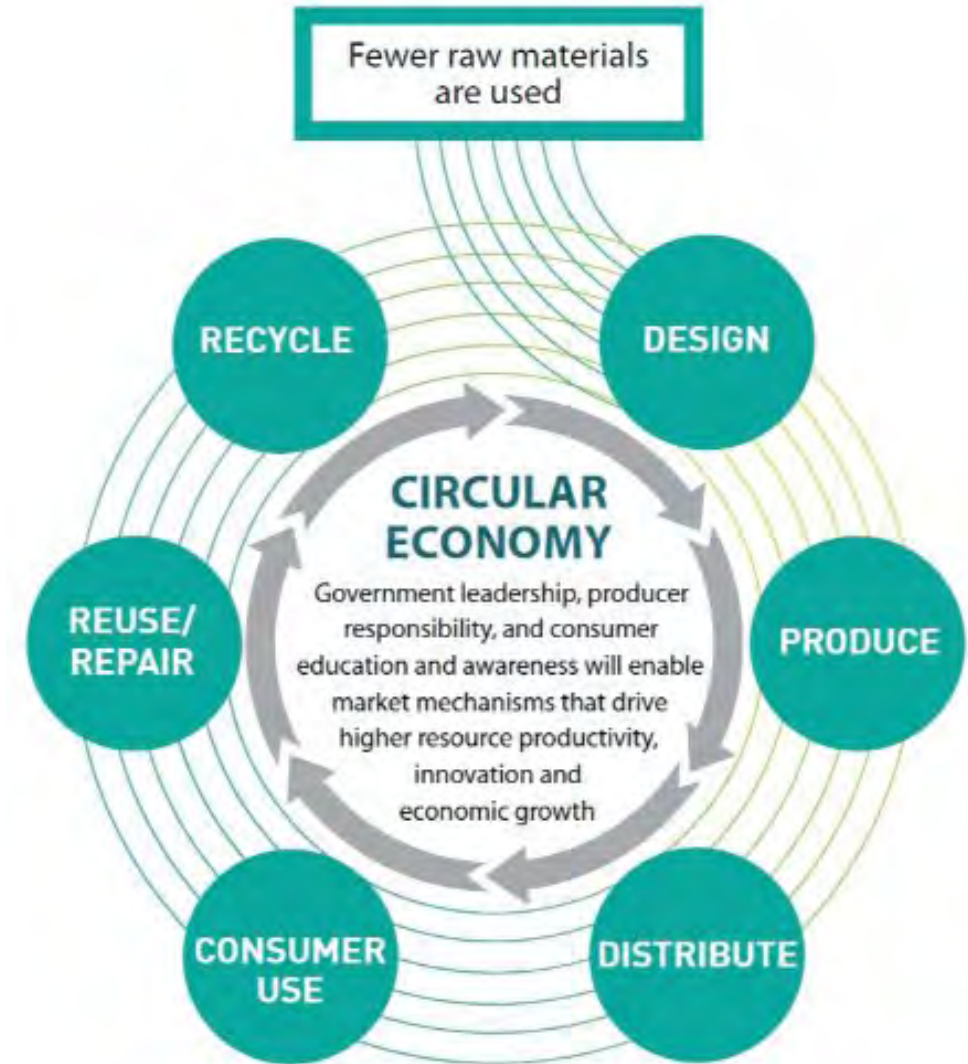 Fewer raw materials
are used
RECYCLE
DESIGN
CIRCULAR
ECONOMY
Government leadership, producer
responsibility, and consumer
education and awareness will enable
market mechanisms that drive
higher resource productivity,
innovation and
economic growth
REUSE/
REPAIR
PRODUCE
CONSUMER
USE
DISTRIBUTE